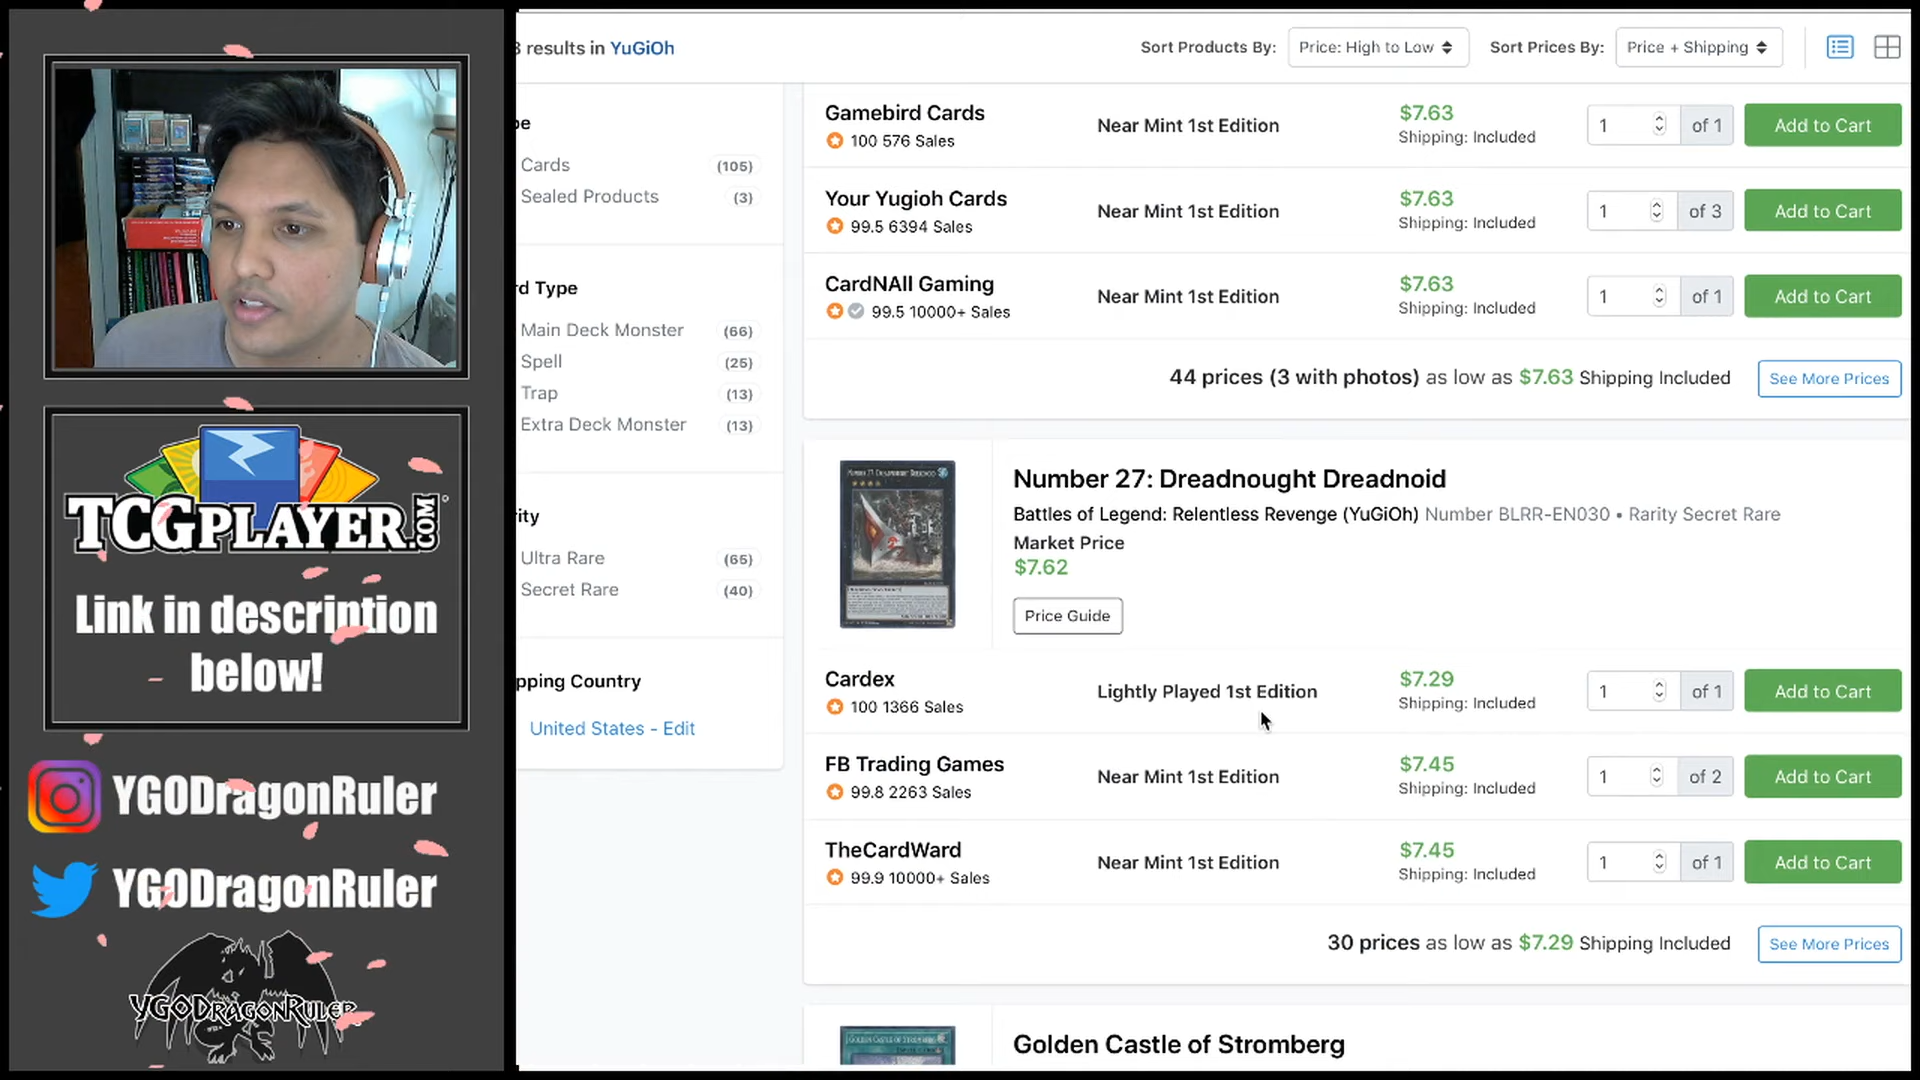 TCGPLAYER.COM
Link in description
below!
YGODragonRuler
YGODragonRuler
YGODRAGONRULER
results in YuGiOh
Sort Products By:
Price: High to Low
Sort Prices By:
Price + Shipping
pe
Cards (105)
Sealed Products (3)
rd Type
Main Deck Monster (66)
Spell (25)
Trap (13)
Extra Deck Monster (13)
rity
Ultra Rare (65)
Secret Rare (40)
pping Country
United States - Edit
Gamebird Cards
100 576 Sales
Near Mint 1st Edition
$7.63
Shipping: Included
1 of 1
Add to Cart
Your Yugioh Cards
99.5 6394 Sales
Near Mint 1st Edition
$7.63
Shipping: Included
1 of 3
Add to Cart
CardNAll Gaming
99.5 10000+ Sales
Near Mint 1st Edition
$7.63
Shipping: Included
1 of 1
Add to Cart
44 prices (3 with photos) as low as $7.63 Shipping Included
See More Prices
Number 27: Dreadnought Dreadnoid
Battles of Legend: Relentless Revenge (YuGiOh) Number BLRR-EN030 • Rarity Secret Rare
Market Price
$7.62
Price Guide
Cardex
100 1366 Sales
Lightly Played 1st Edition
$7.29
Shipping: Included
1 of 1
Add to Cart
FB Trading Games
99.8 2263 Sales
Near Mint 1st Edition
$7.45
Shipping: Included
1 of 2
Add to Cart
TheCardWard
99.9 10000+ Sales
Near Mint 1st Edition
$7.45
Shipping: Included
1 of 1
Add to Cart
30 prices as low as $7.29 Shipping Included
See More Prices
GOLDEN CASTLE OF STROMBERG
Golden Castle of Stromberg